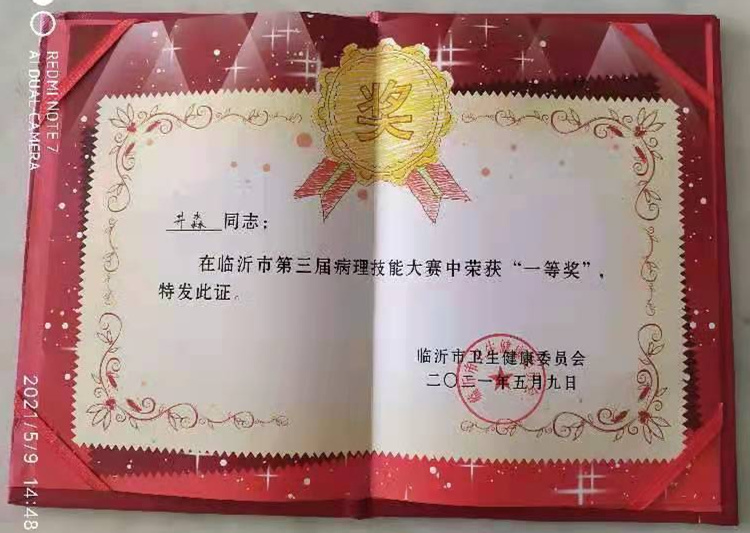 奖
井淼 同志：
在临沂市第三届病理技能大赛中荣获“一等奖”，
特发此证。
临沂市卫生健康委员会
二〇二一年五月九日
REDMI NOTE 7
AI DUAL CAMERA
2021/5/9 14:48